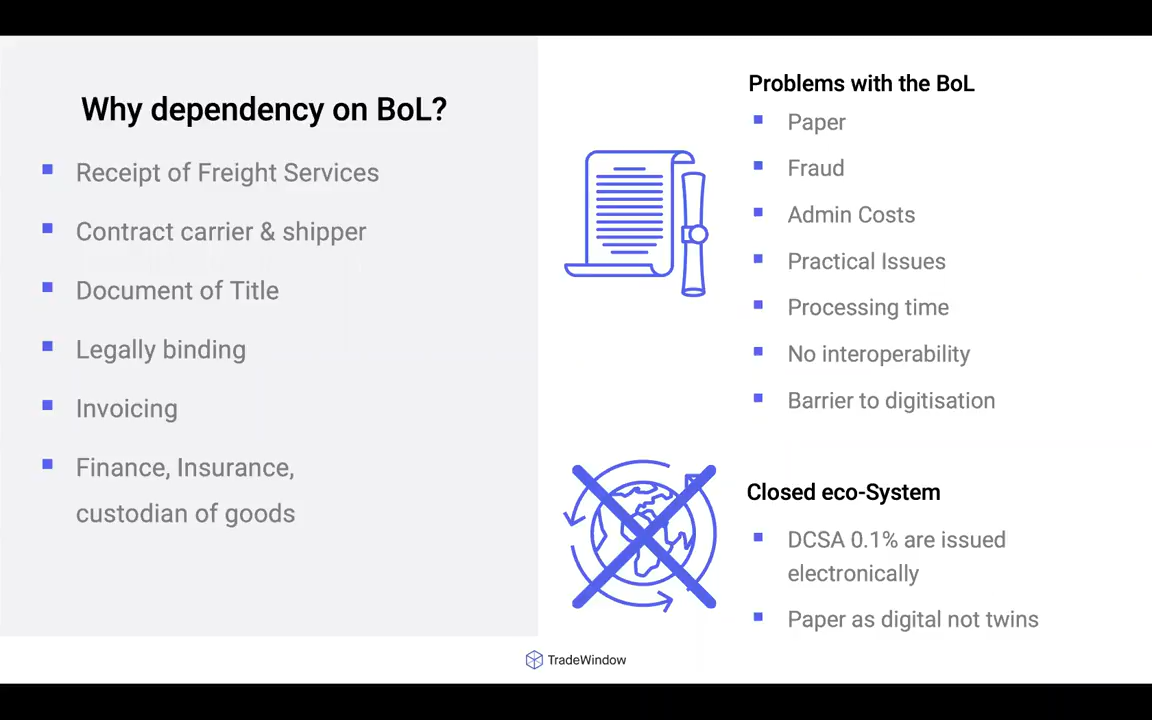 Why dependency on BoL?
Receipt of Freight Services
Contract carrier & shipper
Document of Title
Legally binding
Invoicing
Finance, Insurance,
custodian of goods
Problems with the BoL
Paper
Fraud
Admin Costs
Practical Issues
Processing time
No interoperability
Barrier to digitisation
Closed eco-System
DCSA 0.1% are issued
electronically
Paper as digital not twins
TradeWindow